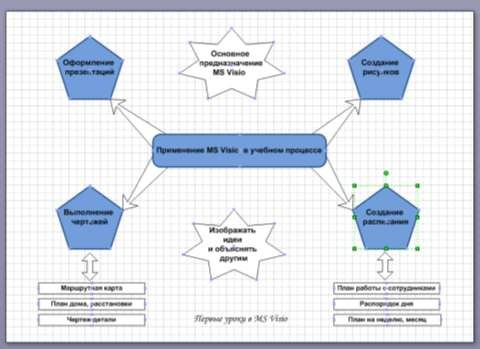 Оформление
презентаций
Основное
предназначение
MS Visio
Создание
рисунков
Применение MS Visio в учебном процессе
Выполнение
чертежей
Изображать
идеи
и объяснять
другим
Создание
расписания
Маршрутная карта
План дома, расстановки
Чертеж детали
План работы с сотрудниками
Распорядок дня
План на неделю, месяц
Первые уроки в MS Visio